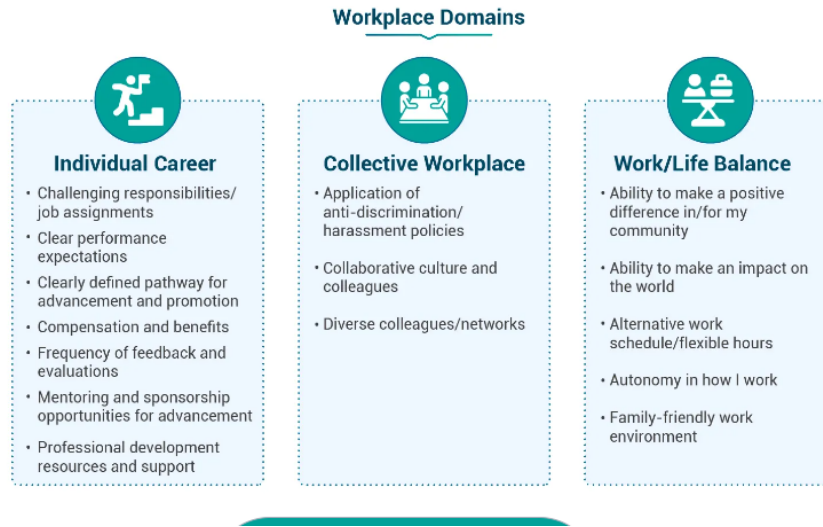 Workplace Domains
Individual Career
• Challenging responsibilities/
job assignments
• Clear performance
expectations
• Clearly defined pathway for
advancement and promotion
• Compensation and benefits
• Frequency of feedback and
evaluations
• Mentoring and sponsorship
opportunities for advancement
• Professional development
resources and support
Collective Workplace
• Application of
anti-discrimination/
harassment policies
• Collaborative culture and
colleagues
• Diverse colleagues/networks
Work/Life Balance
• Ability to make a positive
difference in/for my
community
• Ability to make an impact on
the world
• Alternative work
schedule/flexible hours
• Autonomy in how I work
• Family-friendly work
environment